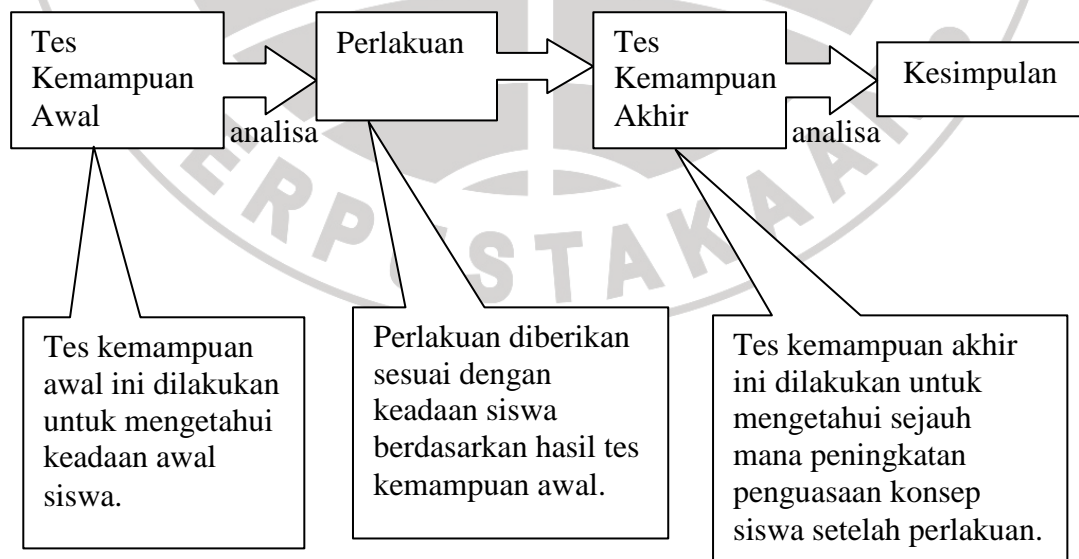 Tes
Kemampuan
Awal
analisa
Perlakuan
Tes
Kemampuan
Akhir
analisa
Kesimpulan
ERPUSTAKAAN
Tes kemampuan
awal ini dilakukan
untuk mengetahui
keadaan awal
siswa.
Perlakuan diberikan
sesuai dengan
keadaan siswa
berdasarkan hasil tes
kemampuan awal.
Tes kemampuan akhir
ini dilakukan untuk
mengetahui sejauh
mana peningkatan
penguasaan konsep
siswa setelah perlakuan.